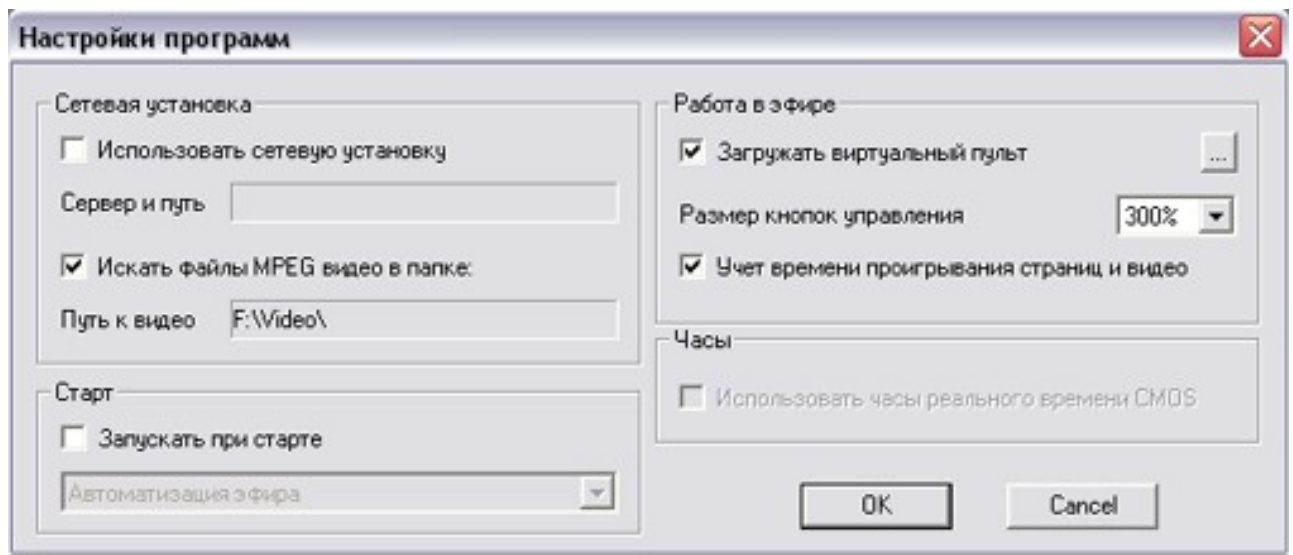 Настройки программ
Сетевая установка
Использовать сетевую установку
Сервер и путь
Искать файлы MPEG видео в папке:
Путь к видео F:\Video\
Старт
Запускать при старте
Автоматизация эфира
Работа в эфире
Загружать виртуальный пульт ...
Размер кнопок управления 300%
Учет времени проигрывания страниц и видео
Часы
Использовать часы реального времени CMOS
OK Cancel